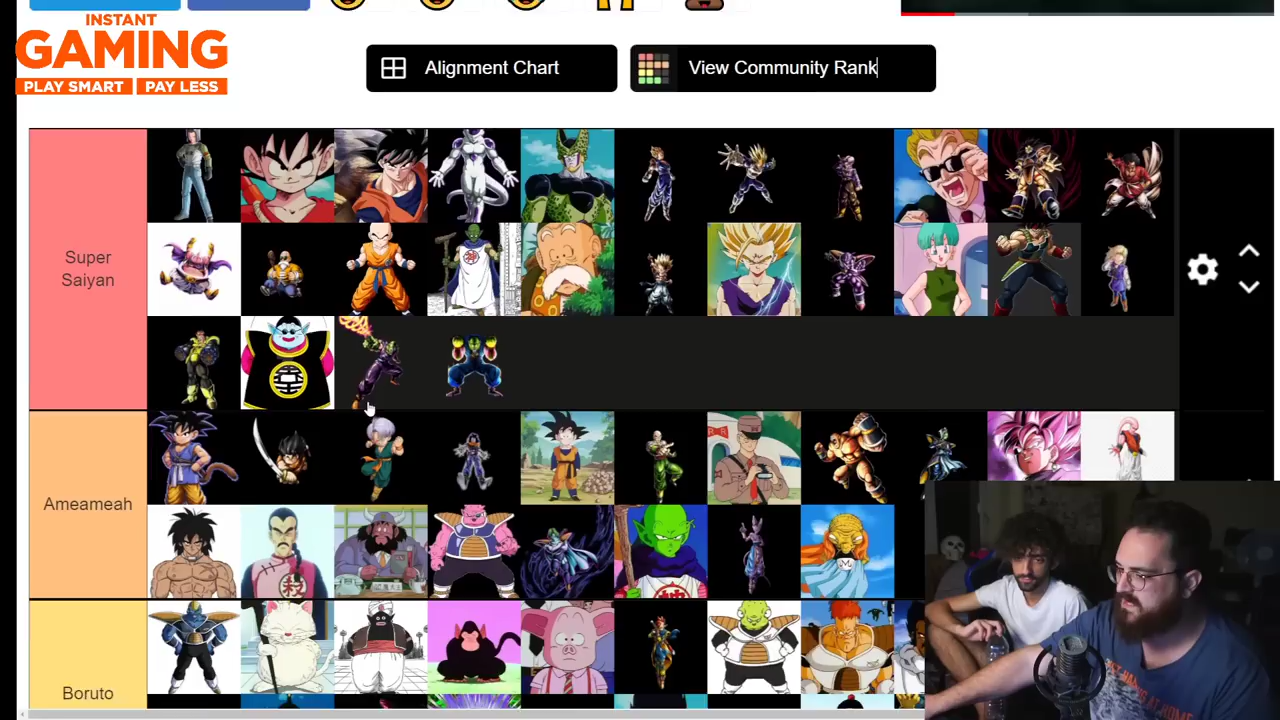 INSTANT
GAMING
PLAY SMART PAY LESS
Alignment Chart
View Community Rank
Super
Saiyan
Ameameah
Boruto